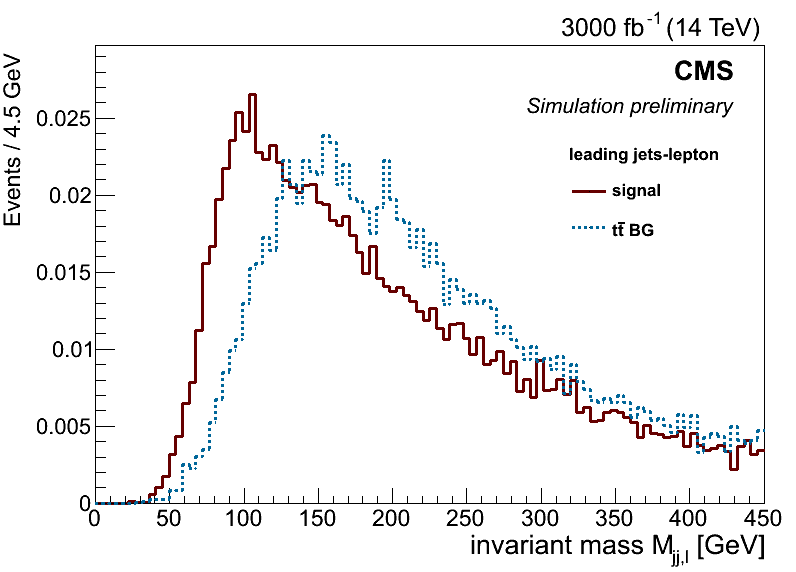 3000 fb⁻¹ (14 TeV)
CMS
Simulation preliminary
leading jets-lepton
signal
tt̄ BG
Events / 4.5 GeV
0.025
0.02
0.015
0.01
0.005
0
0 50 100 150 200 250 300 350 400 450
invariant mass M_jj,l [GeV]